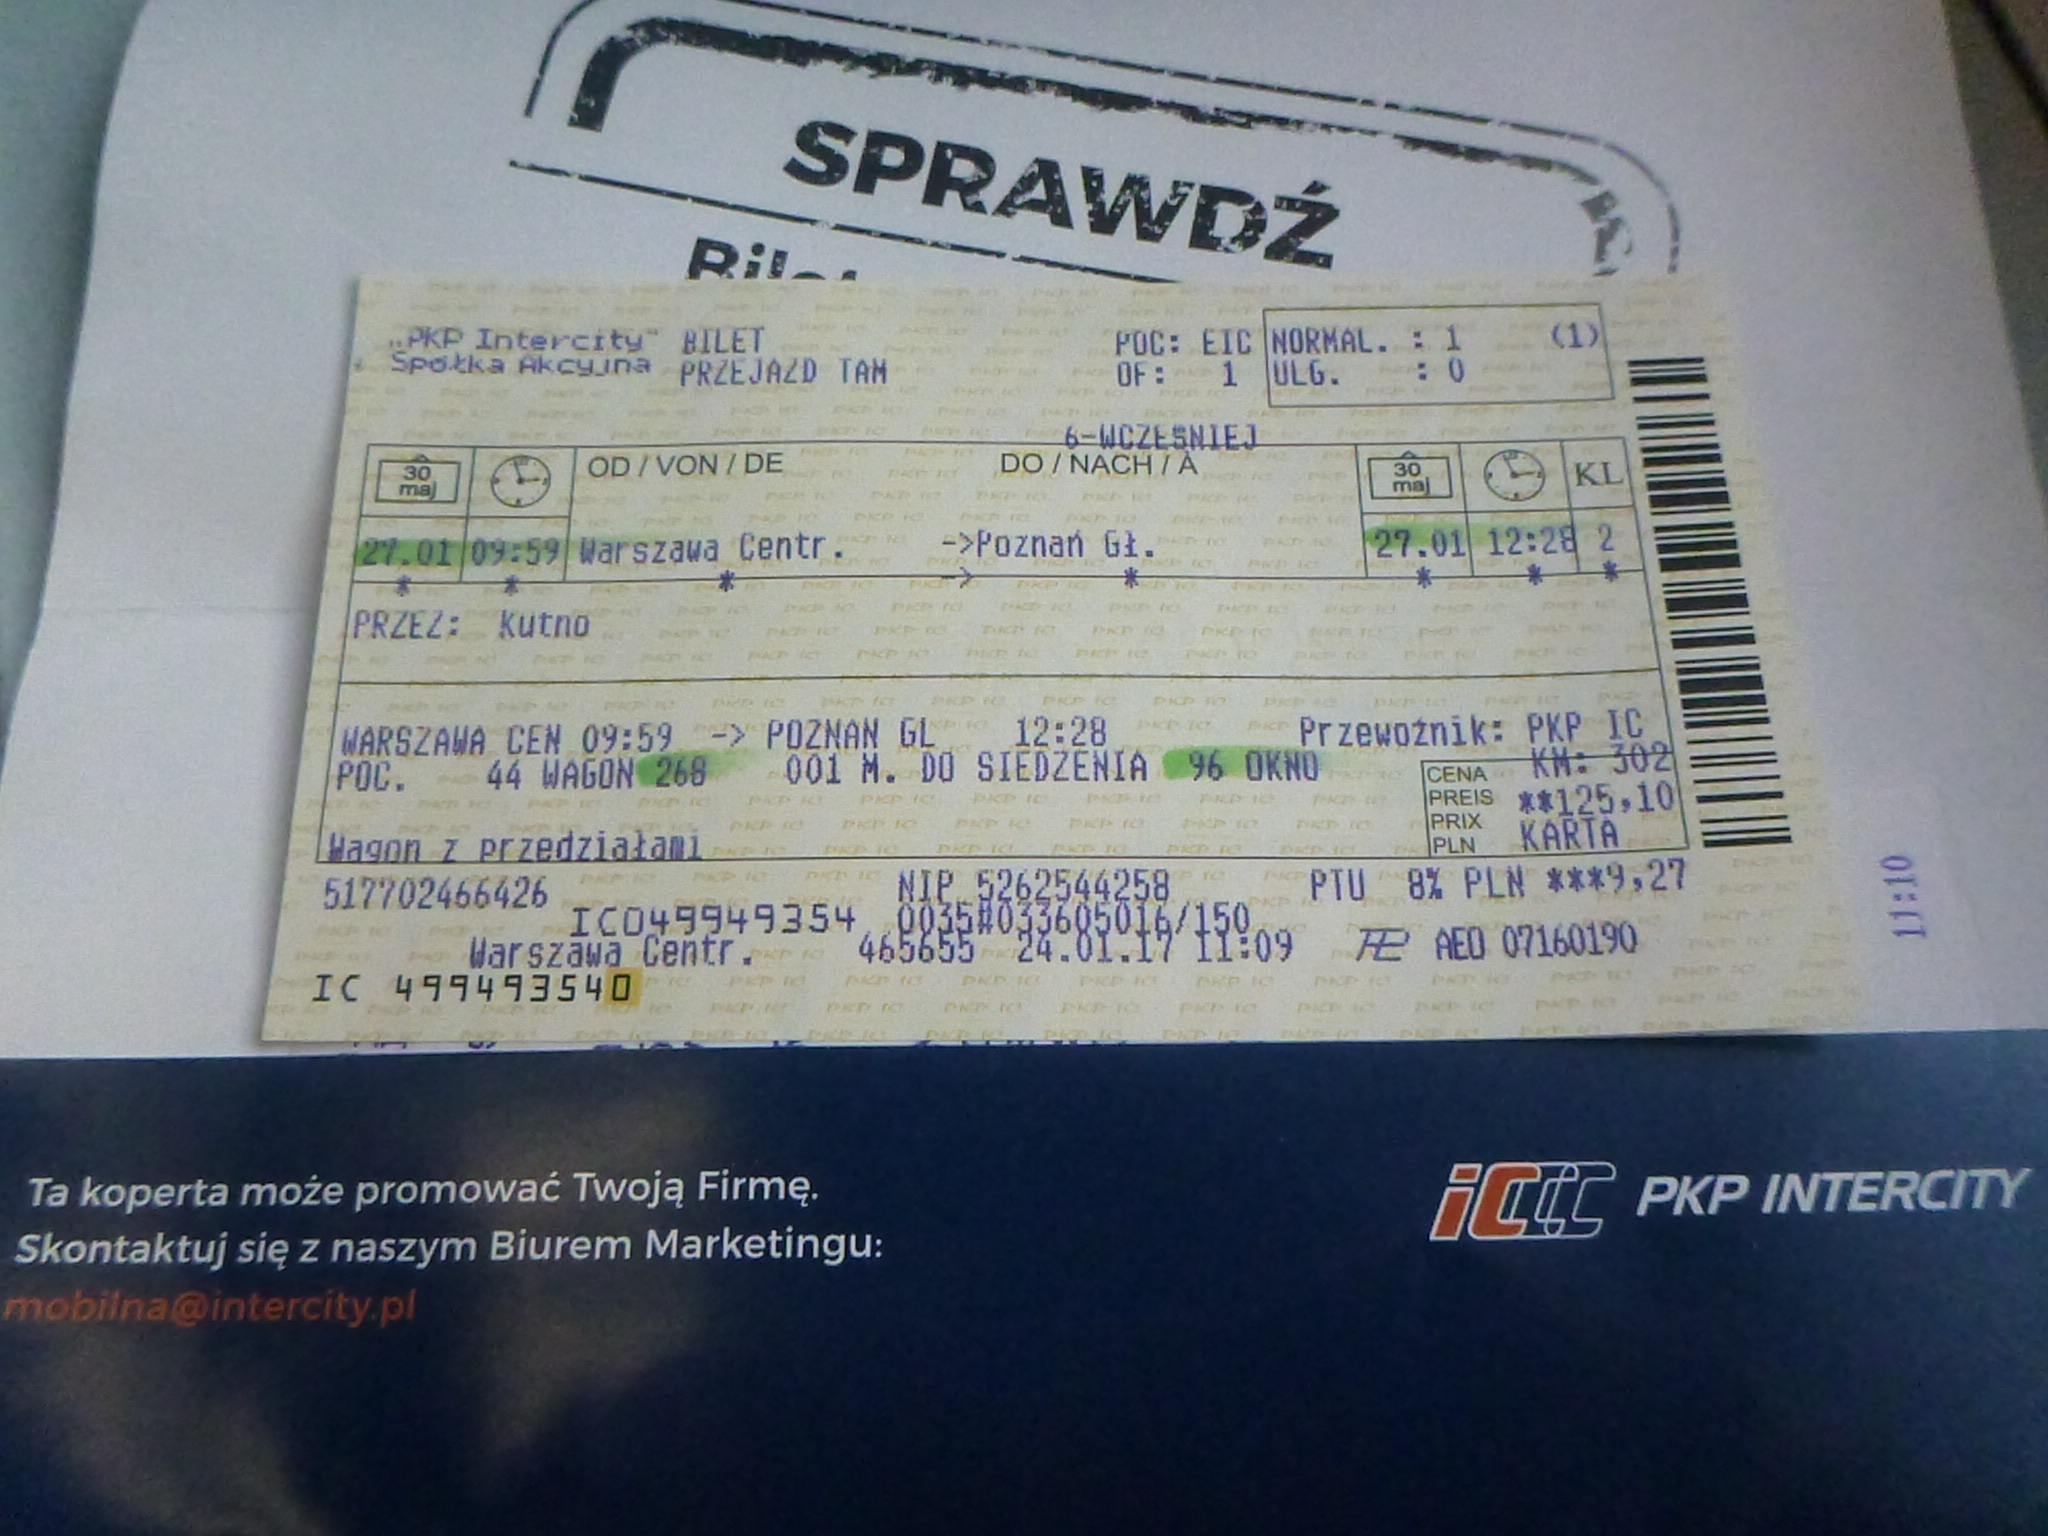 SPRAWDŹ
Bilet
„PKP Intercity" BILET POC: EIC NORMAL. : 1 (1)
Spółka Akcyjna PRZEJAZD TAM OF: 1 ULG. : 0
6-WCZEŚNIEJ
30 maj OD / VON / DE DO / NACH / À 30 maj KL
27.01 09:59 Warszawa Centr. ->Poznań Gł. 27.01 12:28 2
* * * -> * * * *
PRZEZ: Kutno
WARSZAWA CEN 09:59 -> POZNAN GL 12:28 Przewoźnik: PKP IC
POC. 44 WAGON 268 001 M. DO SIEDZENIA 96 OKNO
CENA KM: 302
PREIS **125,10
PRIX KARTA
PLN
Wagon z przedziałami
517702466426 NIP 5262544258 PTU 8% PLN ***9,27
IC049949354 0035#033605016/150
Warszawa Centr. 465655 24.01.17 11:09 AEO 07160190
IC 499493540
11:10
Ta koperta może promować Twoją Firmę.
Skontaktuj się z naszym Biurem Marketingu:
mobilna@intercity.pl
iC PKP INTERCITY